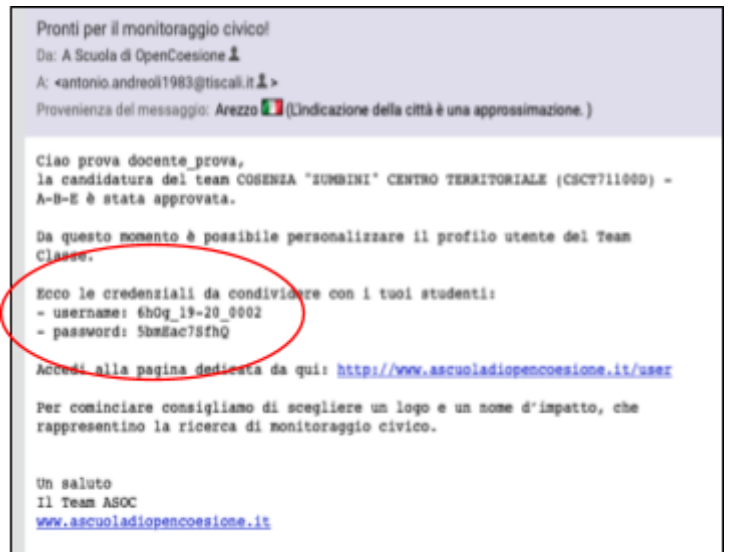 Pronti per il monitoraggio civico!
Da: A Scuola di OpenCoesione
A: <antonio.andreoli1983@tiscali.it>
Provenienza del messaggio: Arezzo (L'indicazione della città è una approssimazione. )
Ciao prova docente_prova,
la candidatura del team COSENZA "ZUMBINI" CENTRO TERRITORIALE (CSCT71100D) -
A-B-E è stata approvata.
Da questo momento è possibile personalizzare il profilo utente del Team
Classe.
Ecco le credenziali da condividere con i tuoi studenti:
- username: 6hOq_19-20_0002
- password: 5bmEac7SfhQ
Accedi alla pagina dedicata da qui: http://www.ascuoladiopencoesione.it/user
Per cominciare consigliamo di scegliere un logo e un nome d'impatto, che
rappresentino la ricerca di monitoraggio civico.
Un saluto
Il Team ASOC
www.ascuoladiopencoesione.it